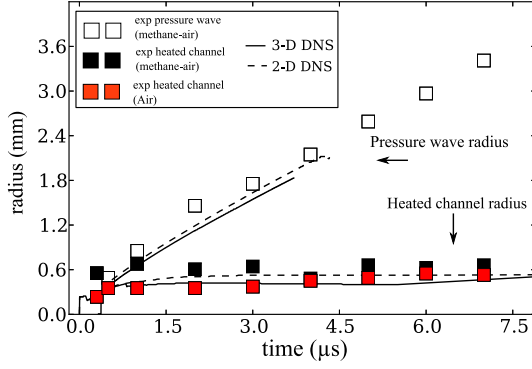 exp pressure wave
(methane-air)
exp heated channel
(methane-air)
exp heated channel
(Air)
3-D DNS
2-D DNS
Pressure wave radius
Heated channel radius
radius (mm)
3.6
3.0
2.4
1.8
1.2
0.6
0.0
0.0
1.5
3.0
4.5
6.0
7.5
time (μs)